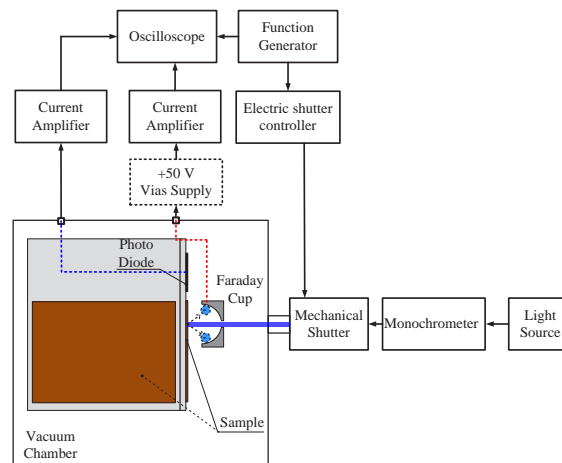 Oscilloscope
Function
Generator
Current
Amplifier
Current
Amplifier
Electric shutter
controller
+50 V
Vias Supply
Photo
Diode
Faraday
Cup
Mechanical
Shutter
Monochrometer
Light
Source
Sample
Vacuum
Chamber